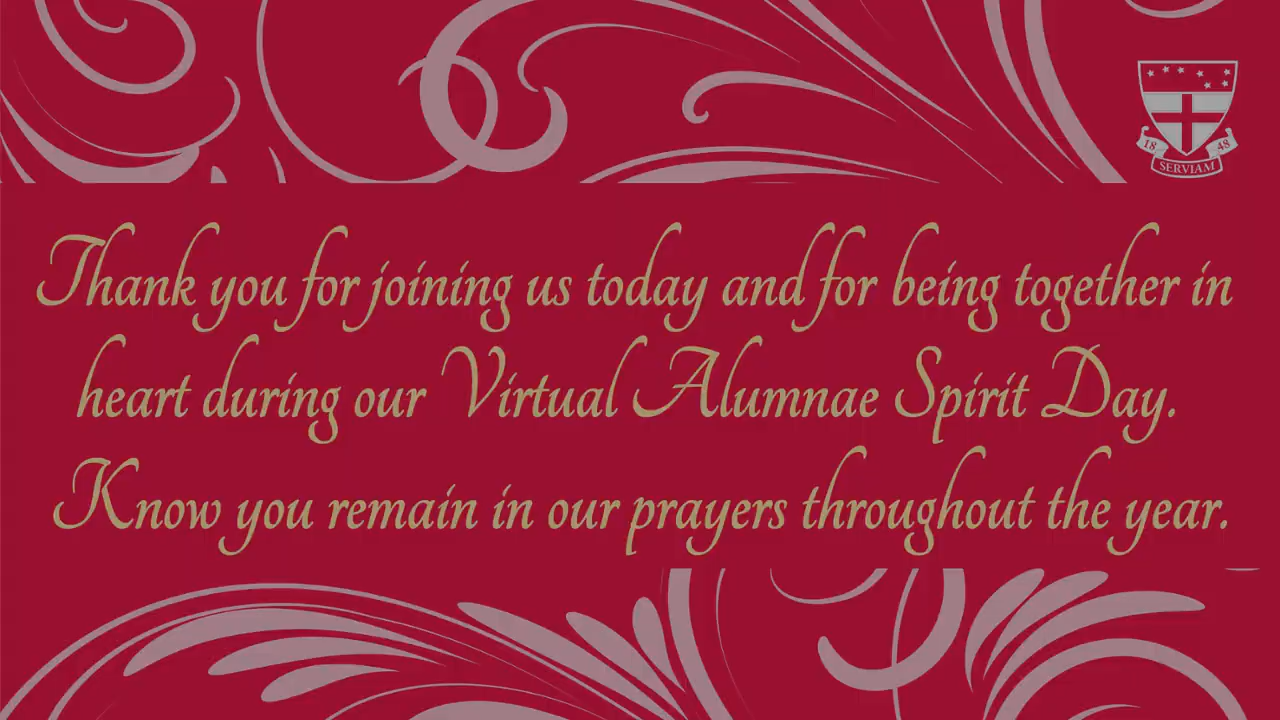 18 48
SERVIAM
Thank you for joining us today and for being together in
heart during our Virtual Alumnae Spirit Day.
Know you remain in our prayers throughout the year.